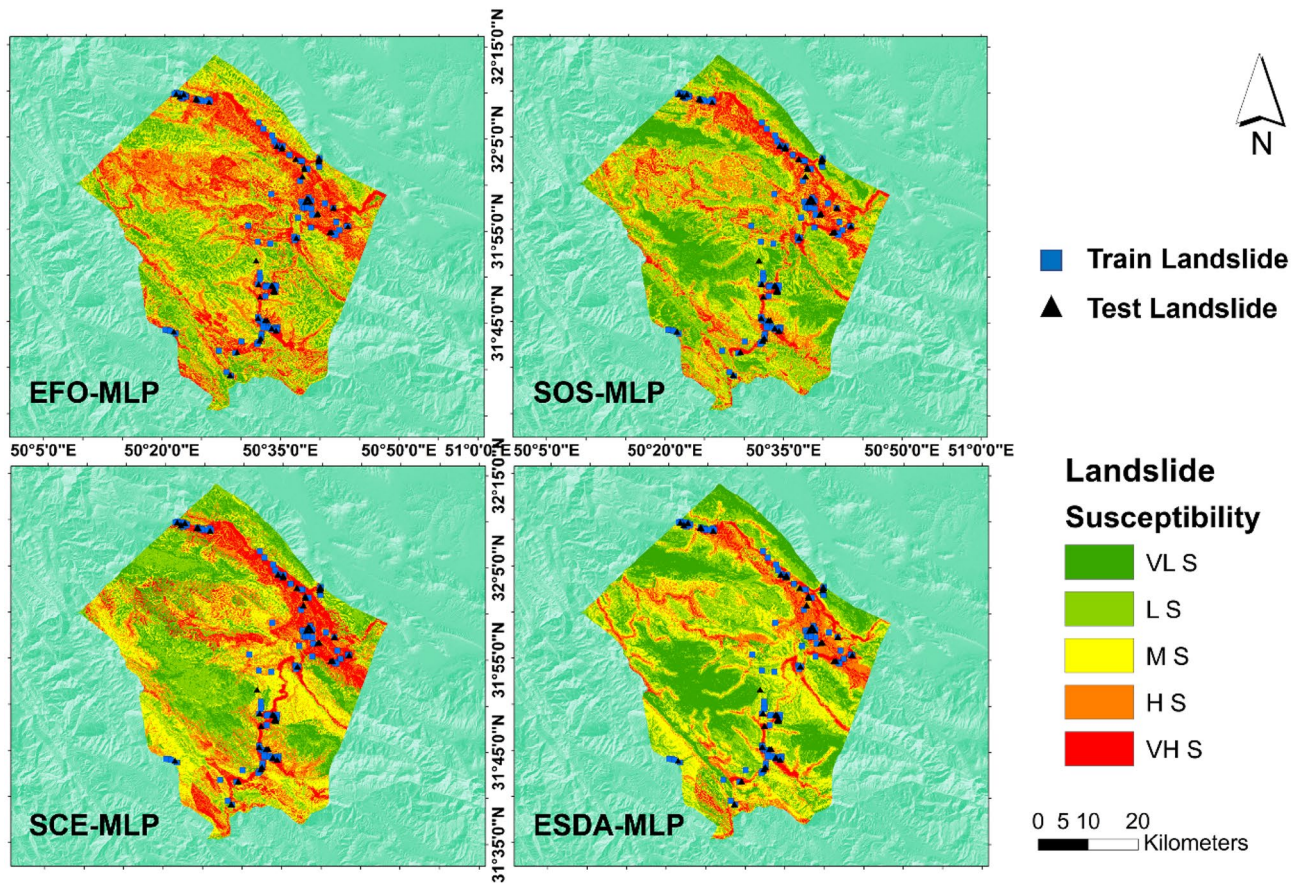 EFO-MLP
SOS-MLP
SCE-MLP
ESDA-MLP
32°15'0"N
32°5'0"N
31°55'0"N
31°45'0"N
50°5'0"E 50°20'0"E 50°35'0"E 50°50'0"E 51°0'0"E
50°5'0"E 50°20'0"E 50°35'0"E 50°50'0"E 51°0'0"E
32°15'0"N
32°5'0"N
31°55'0"N
31°45'0"N
31°35'0"N
N
Train Landslide
Test Landslide
Landslide
Susceptibility
VL S
L S
M S
H S
VH S
0 5 10 20
Kilometers